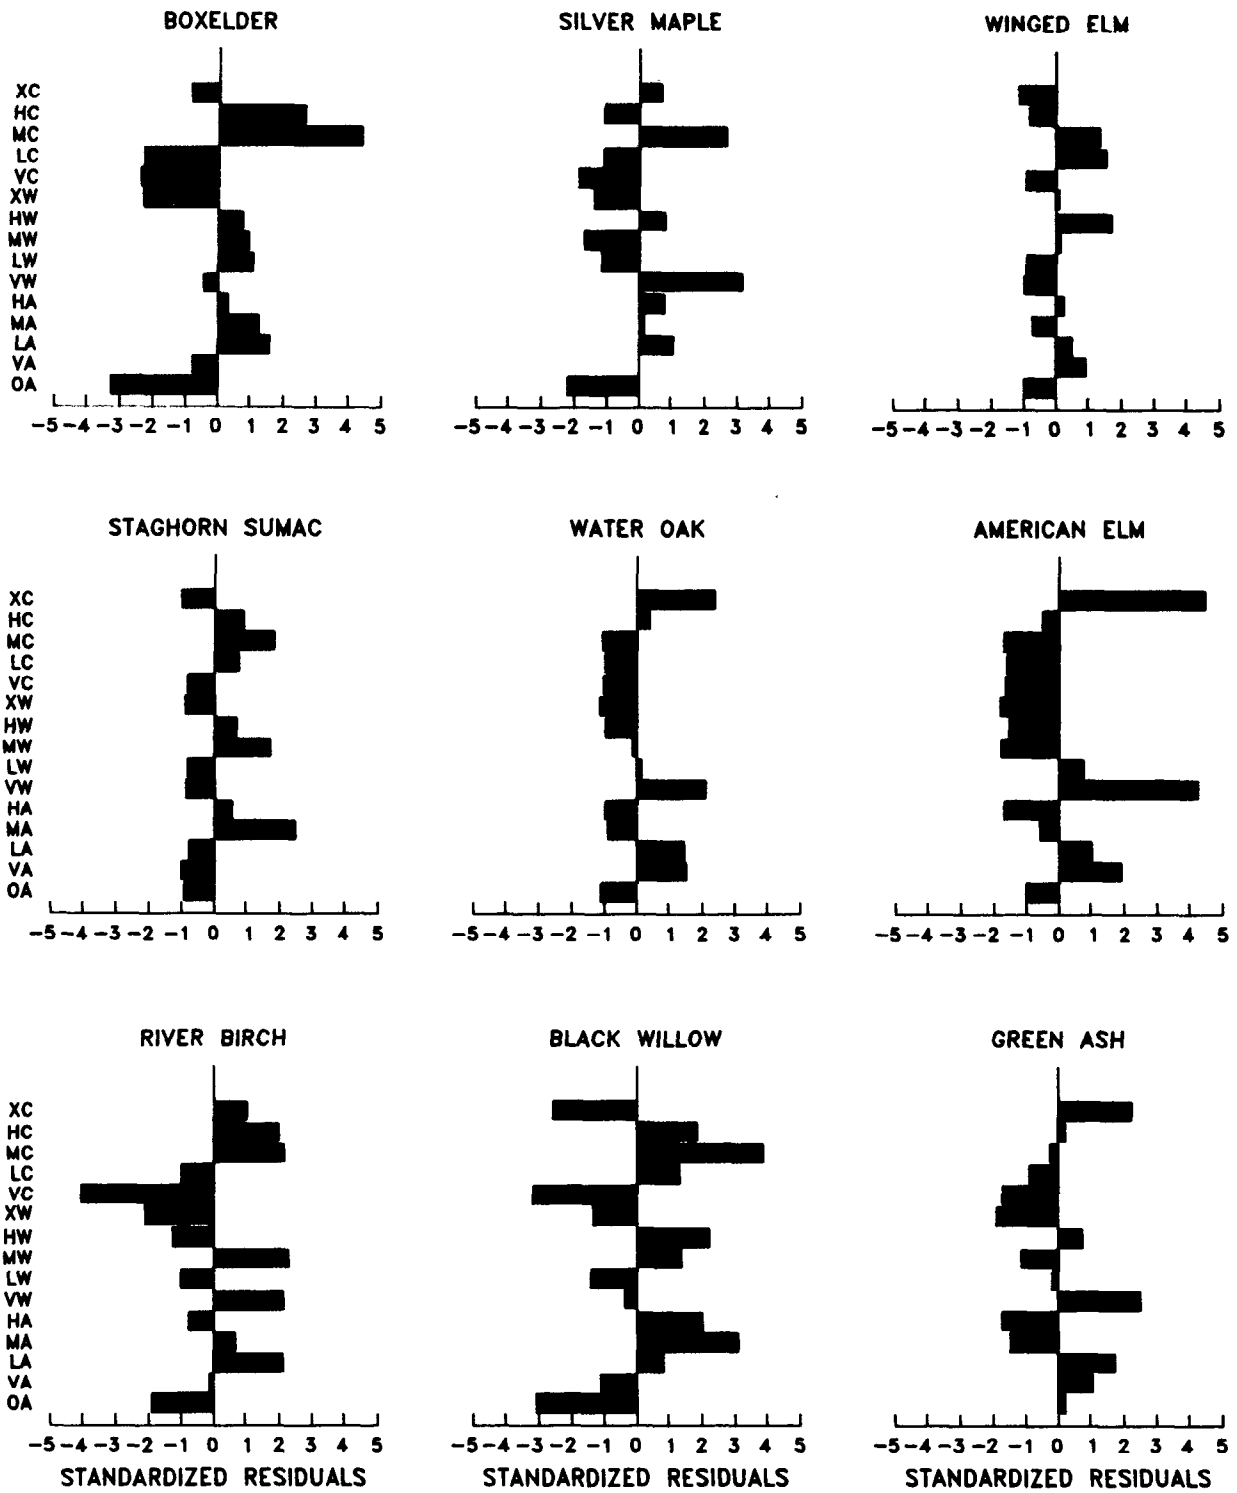 BOXELDER SILVER MAPLE WINGED ELM
XC
HC
MC
LC
VC
XW
HW
MW
LW
VW
HA
MA
LA
VA
OA
-5 -4 -3 -2 -1 0 1 2 3 4 5 -5 -4 -3 -2 -1 0 1 2 3 4 5 -5 -4 -3 -2 -1 0 1 2 3 4 5
STAGHORN SUMAC WATER OAK AMERICAN ELM
XC
HC
MC
LC
VC
XW
HW
MW
LW
VW
HA
MA
LA
VA
OA
-5 -4 -3 -2 -1 0 1 2 3 4 5 -5 -4 -3 -2 -1 0 1 2 3 4 5 -5 -4 -3 -2 -1 0 1 2 3 4 5
RIVER BIRCH BLACK WILLOW GREEN ASH
XC
HC
MC
LC
VC
XW
HW
MW
LW
VW
HA
MA
LA
VA
OA
-5 -4 -3 -2 -1 0 1 2 3 4 5 -5 -4 -3 -2 -1 0 1 2 3 4 5 -5 -4 -3 -2 -1 0 1 2 3 4 5
STANDARDIZED RESIDUALS STANDARDIZED RESIDUALS STANDARDIZED RESIDUALS